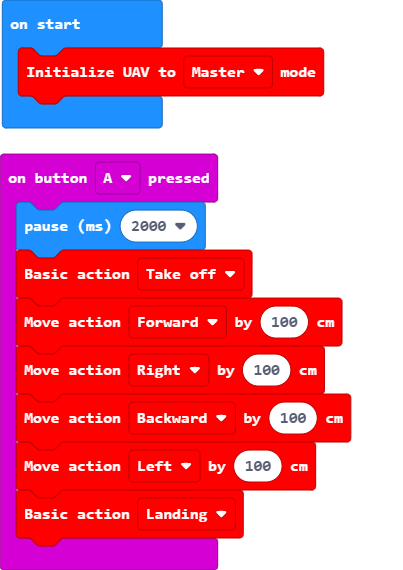 on start
Initialize UAV to Master mode
on button A pressed
pause (ms) 2000
Basic action Take off
Move action Forward by 100 cm
Move action Right by 100 cm
Move action Backward by 100 cm
Move action Left by 100 cm
Basic action Landing